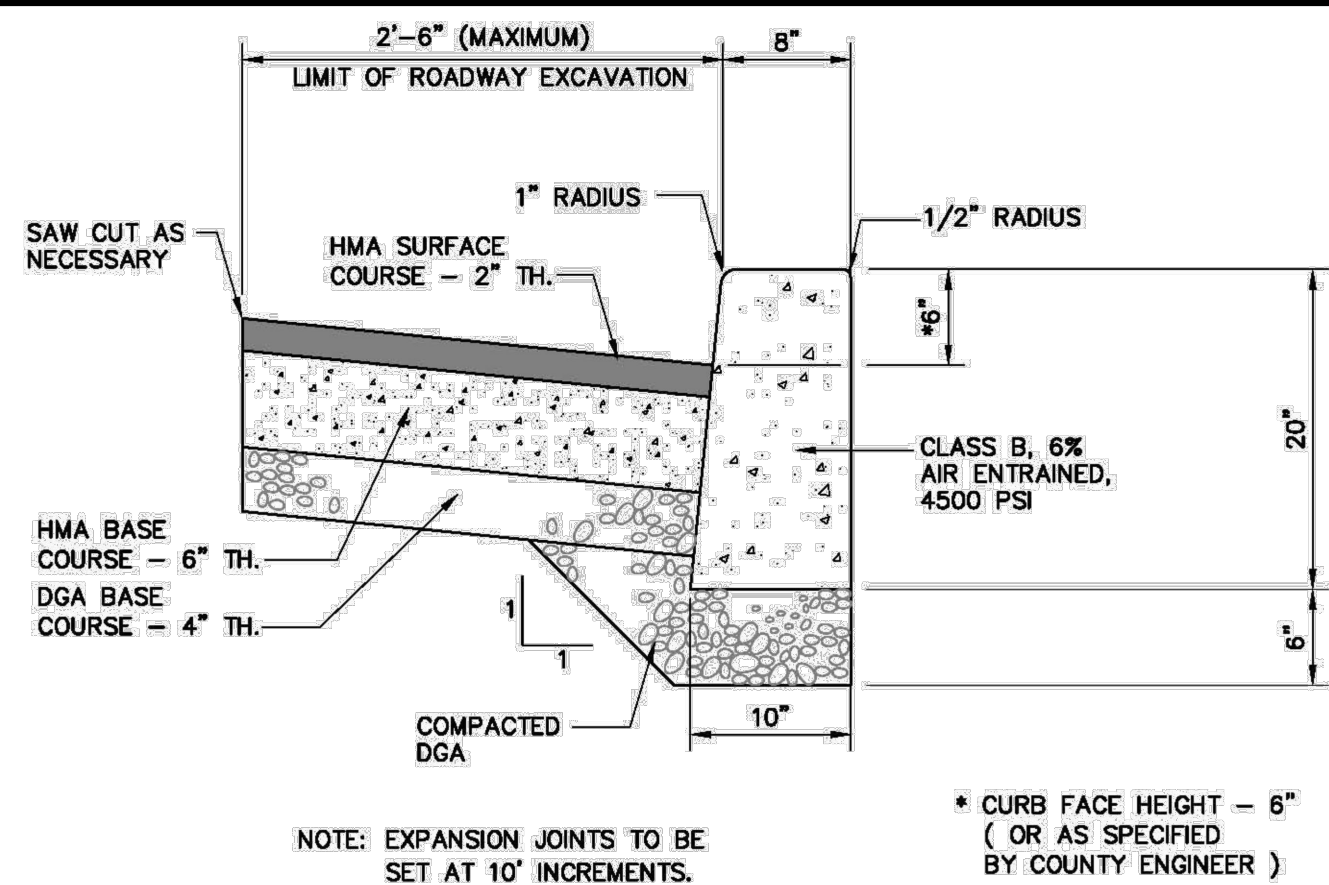 2'-6" (MAXIMUM)
LIMIT OF ROADWAY EXCAVATION
8"
1" RADIUS
1/2" RADIUS
SAW CUT AS
NECESSARY
HMA SURFACE
COURSE - 2" TH.
*6"
20"
CLASS B, 6%
AIR ENTRAINED,
4500 PSI
HMA BASE
COURSE - 6" TH.
DGA BASE
COURSE - 4" TH.
1
1
6"
10"
COMPACTED
DGA
* CURB FACE HEIGHT - 6"
( OR AS SPECIFIED
BY COUNTY ENGINEER )
NOTE: EXPANSION JOINTS TO BE
SET AT 10' INCREMENTS.